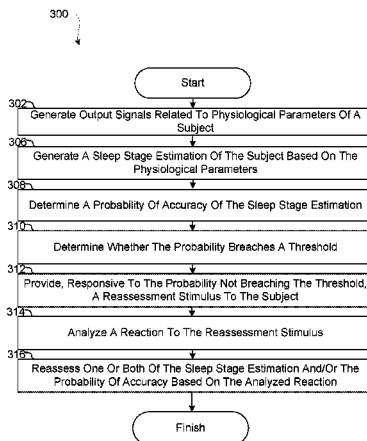 300
Start
302
Generate Output Signals Related To Physiological Parameters Of A
Subject
306
Generate A Sleep Stage Estimation Of The Subject Based On The
Physiological Parameters
308
Determine A Probability Of Accuracy Of The Sleep Stage Estimation
310
Determine Whether The Probability Breaches A Threshold
312
Provide, Responsive To The Probability Not Breaching The Threshold,
A Reassessment Stimulus To The Subject
314
Analyze A Reaction To The Reassessment Stimulus
316
Reassess One Or Both Of The Sleep Stage Estimation And/Or The
Probability Of Accuracy Based On The Analyzed Reaction
Finish